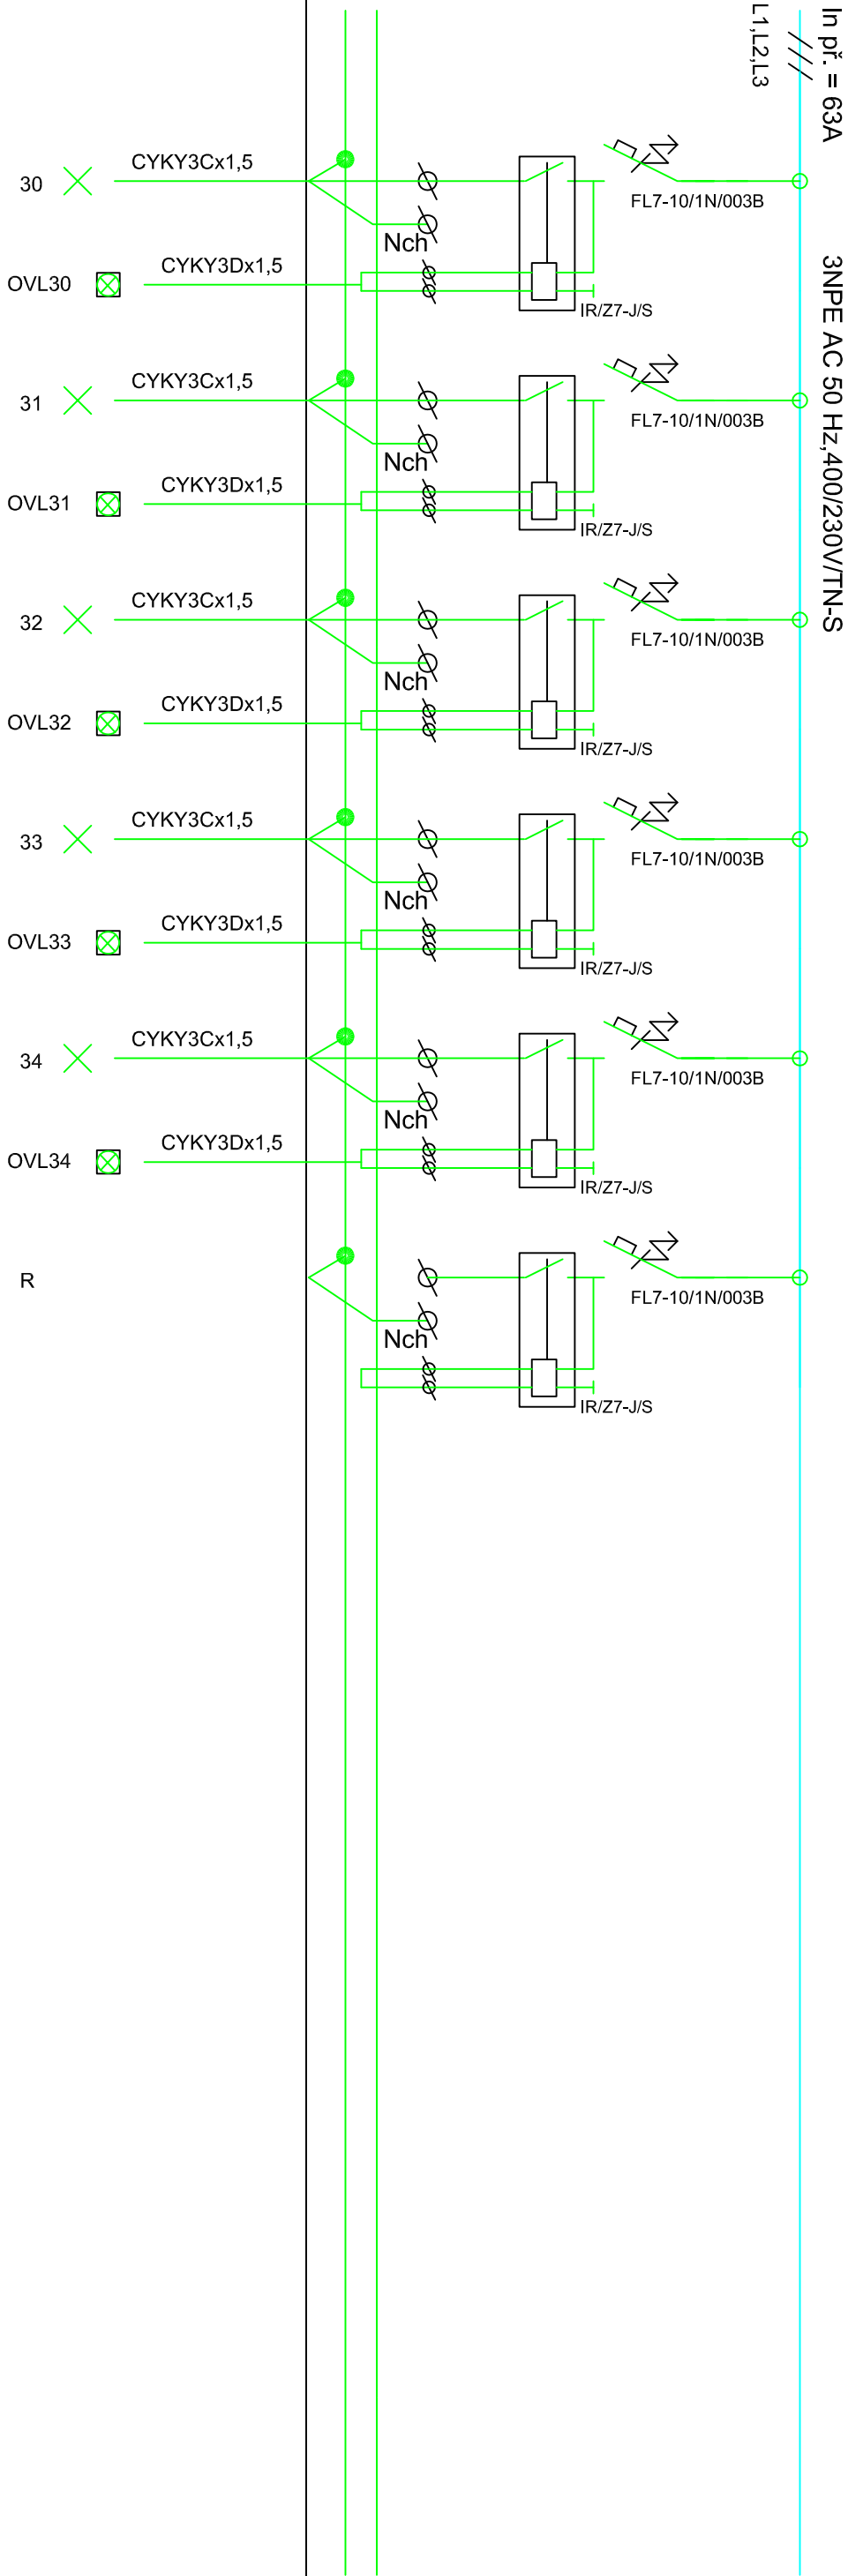 In př. = 63A
3NPE AC 50 Hz,400/230V/TN-S
L1,L2,L3
30
CYKY3Cx1,5
FL7-10/1N/003B
Nch
OVL30
CYKY3Dx1,5
IR/Z7-J/S
31
CYKY3Cx1,5
FL7-10/1N/003B
Nch
OVL31
CYKY3Dx1,5
IR/Z7-J/S
32
CYKY3Cx1,5
FL7-10/1N/003B
Nch
OVL32
CYKY3Dx1,5
IR/Z7-J/S
33
CYKY3Cx1,5
FL7-10/1N/003B
Nch
OVL33
CYKY3Dx1,5
IR/Z7-J/S
34
CYKY3Cx1,5
FL7-10/1N/003B
Nch
OVL34
CYKY3Dx1,5
IR/Z7-J/S
R
FL7-10/1N/003B
Nch
IR/Z7-J/S